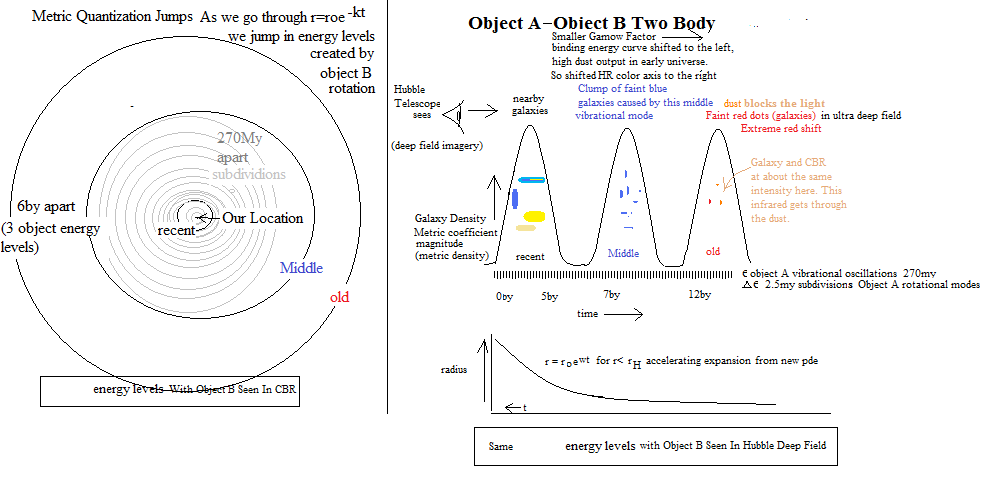 Metric Quantization Jumps As we go through r=roe -kt
we jump in energy levels
created by
object B
rotation
270My
apart
subdividions
6by apart
(3 object energy
levels)
Our Location
recent
Middle
old
energy levels With Object B Seen In CBR
Object A−Object B Two Body
Smaller Gamow Factor
binding energy curve shifted to the left,
high dust output in early universe.
So shifted HR color axis to the right
Hubble
Telescope
sees
(deep field imagery)
nearby
galaxies
Clump of faint blue
galaxies caused by this middle
vibrational mode
dust blocks the light
Faint red dots (galaxies) in ultra deep field
Extreme red shift
Galaxy and CBR
at about the same
intensity here. This
infrared gets through
the dust.
Galaxy Density
Metric coefficient
magnitude
(metric density)
recent
Middle
old
ϵ object A vibrational oscillations 270my
△ϵ 2.5my subdivisions Object A rotational modes
0by 5by 7by 12by
time
radius
r = roewt for r< rH accelerating expansion from new pde
t
Same energy levels with Object B Seen In Hubble Deep Field